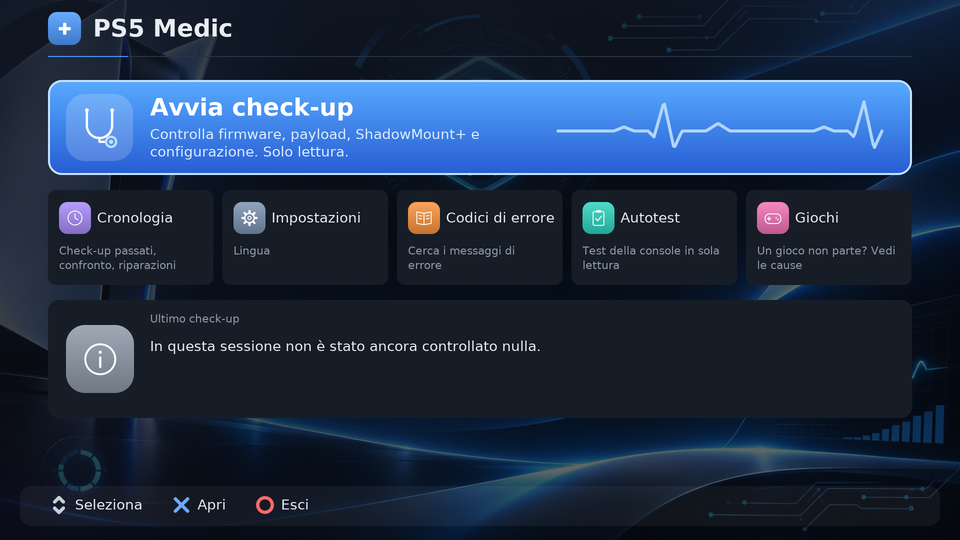 PS5 Medic
Avvia check-up
Controlla firmware, payload, ShadowMount+ e
configurazione. Solo lettura.
Cronologia
Check-up passati,
confronto, riparazioni
Impostazioni
Lingua
Codici di errore
Cerca i messaggi di
errore
Autotest
Test della console in sola
lettura
Giochi
Un gioco non parte? Vedi
le cause
Ultimo check-up
In questa sessione non è stato ancora controllato nulla.
Seleziona
Apri
Esci